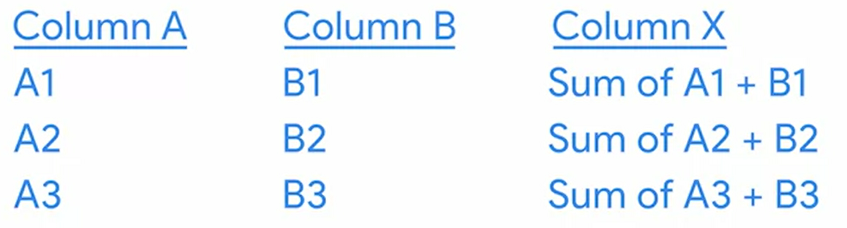 Column A Column B Column X
A1 B1 Sum of A1 + B1
A2 B2 Sum of A2 + B2
A3 B3 Sum of A3 + B3